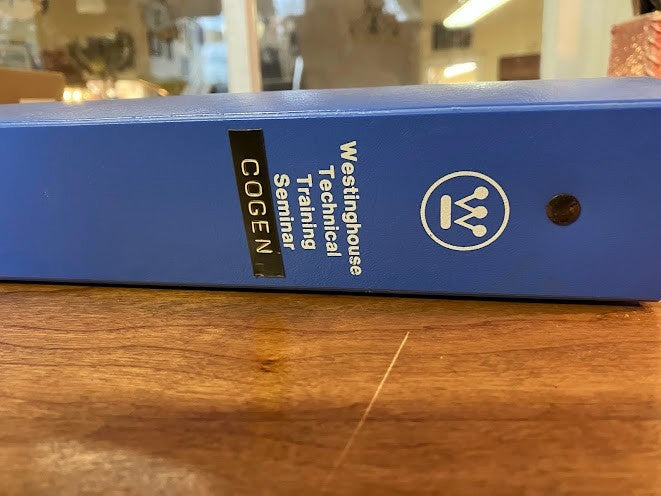 Westinghouse
Technical
Training
Seminar
COGEN